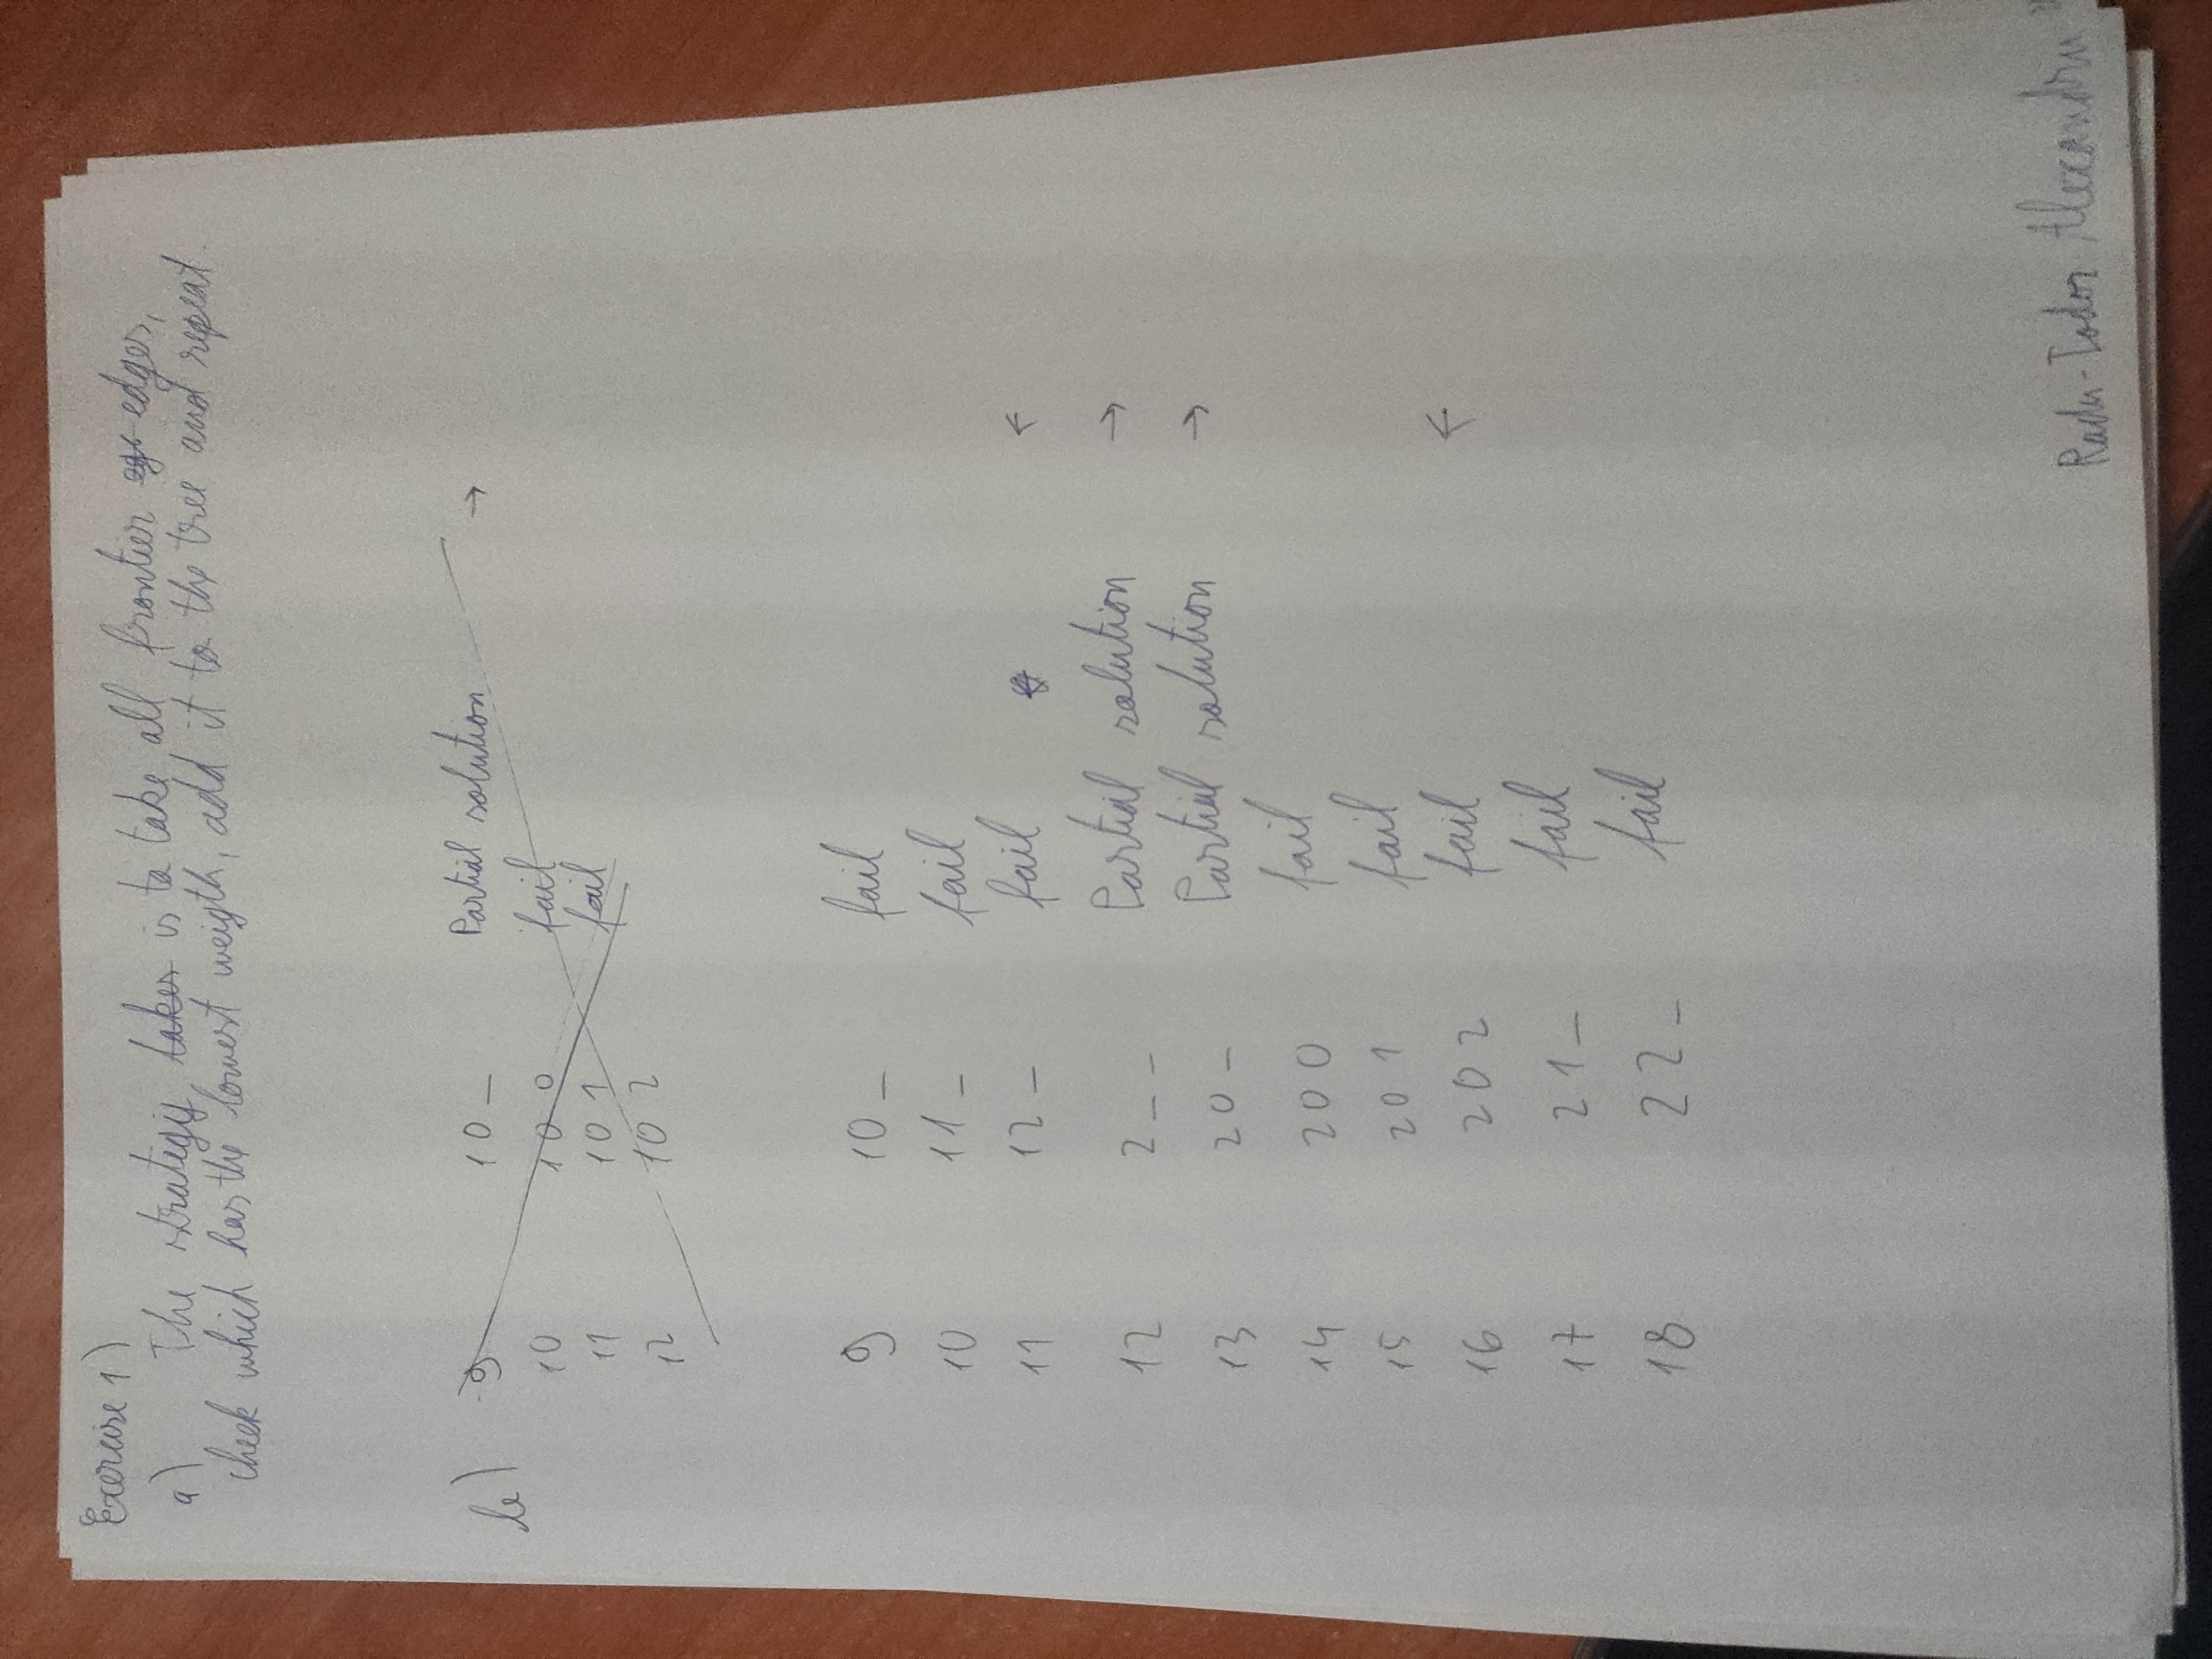 Exercise 1)
a) The strategy takes is to take all frontier edges,
check which has the lowest weigth, add it to the tree and repeat.
b) 9 10_ Partial solution →
10 100 fail
11 101 fail
12 102
9 10_ fail
10 11_ fail
11 12_ fail ←
12 2__ Partial solution →
13 20_ Partial solution →
14 200 fail
15 201 fail
16 202 fail ←
17 21_ fail
18 22_ fail
Radu-Todor Alexandru